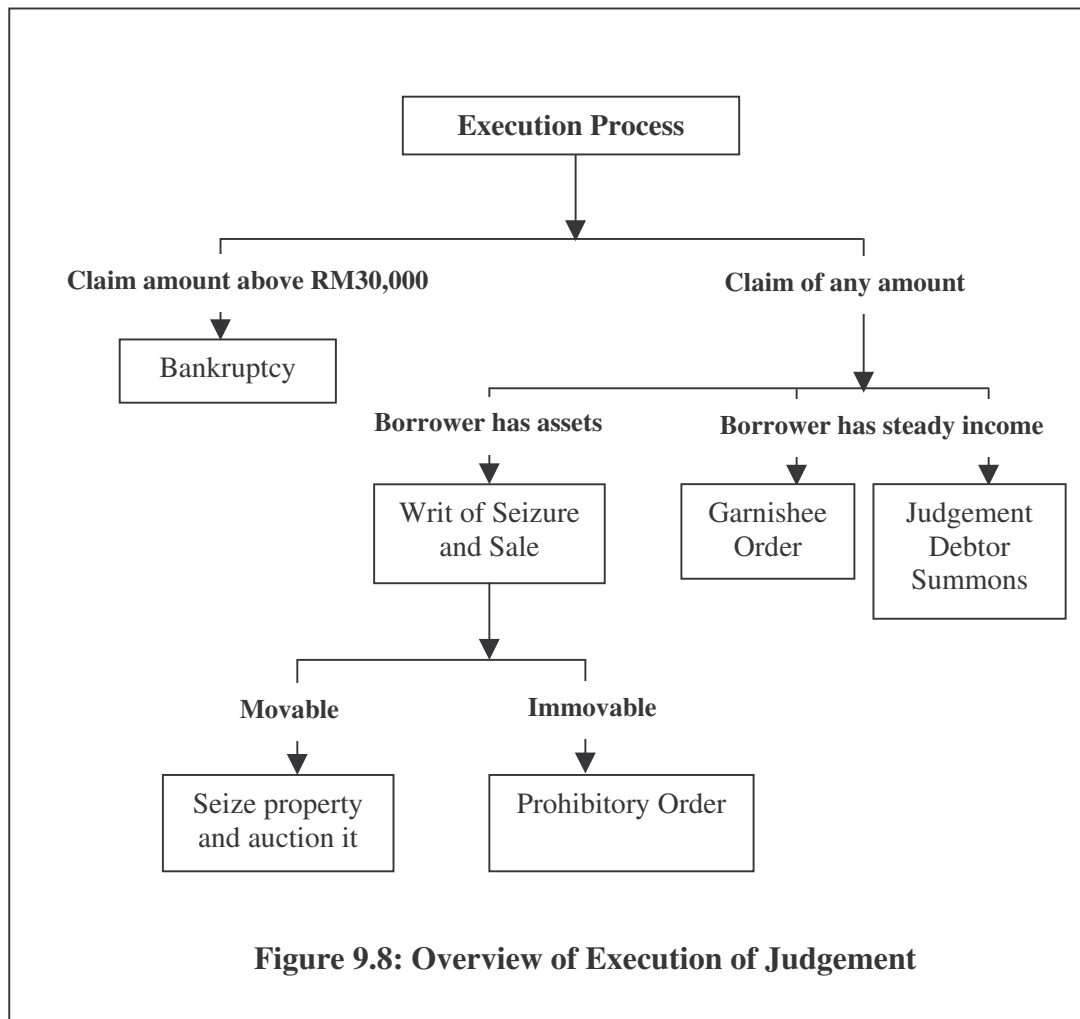 Execution Process
Claim amount above RM30,000
Claim of any amount
Bankruptcy
Borrower has assets
Borrower has steady income
Writ of Seizure
and Sale
Garnishee
Order
Judgement
Debtor
Summons
Movable
Immovable
Seize property
and auction it
Prohibitory Order
Figure 9.8: Overview of Execution of Judgement